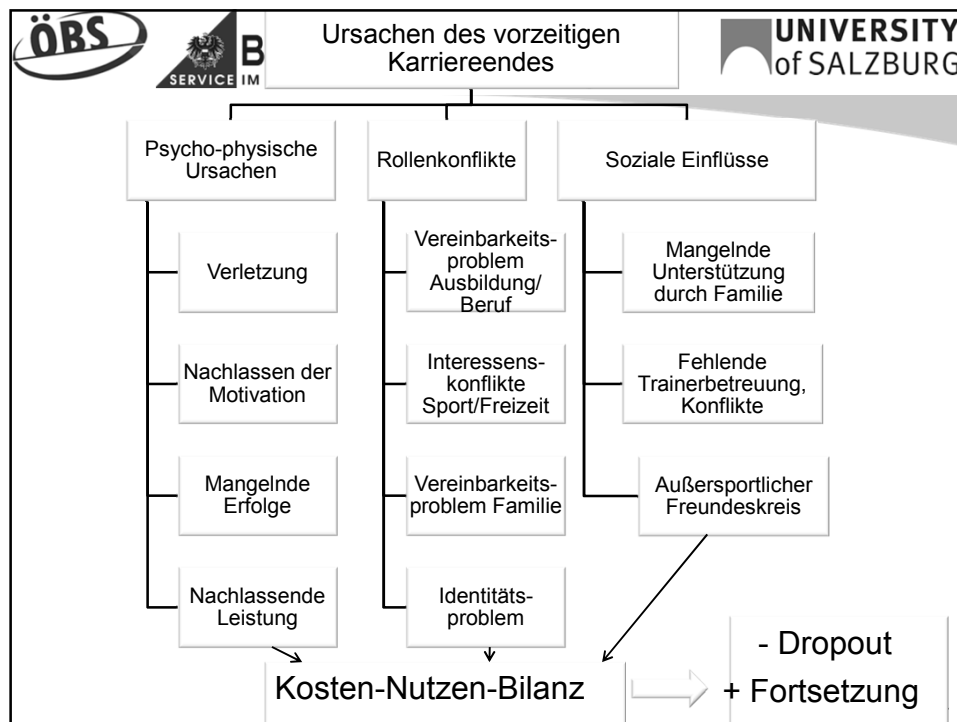 ÖBS
B
SERVICE IM
Ursachen des vorzeitigen
Karriereendes
UNIVERSITY
of SALZBURG
Psycho-physische
Ursachen
Verletzung
Nachlassen der
Motivation
Mangelnde
Erfolge
Nachlassende
Leistung
Rollenkonflikte
Vereinbarkeits-
problem
Ausbildung/
Beruf
Interessens-
konflikte
Sport/Freizeit
Vereinbarkeits-
problem Familie
Identitäts-
problem
Soziale Einflüsse
Mangelnde
Unterstützung
durch Familie
Fehlende
Trainerbetreuung,
Konflikte
Außersportlicher
Freundeskreis
Kosten-Nutzen-Bilanz
- Dropout
+ Fortsetzung